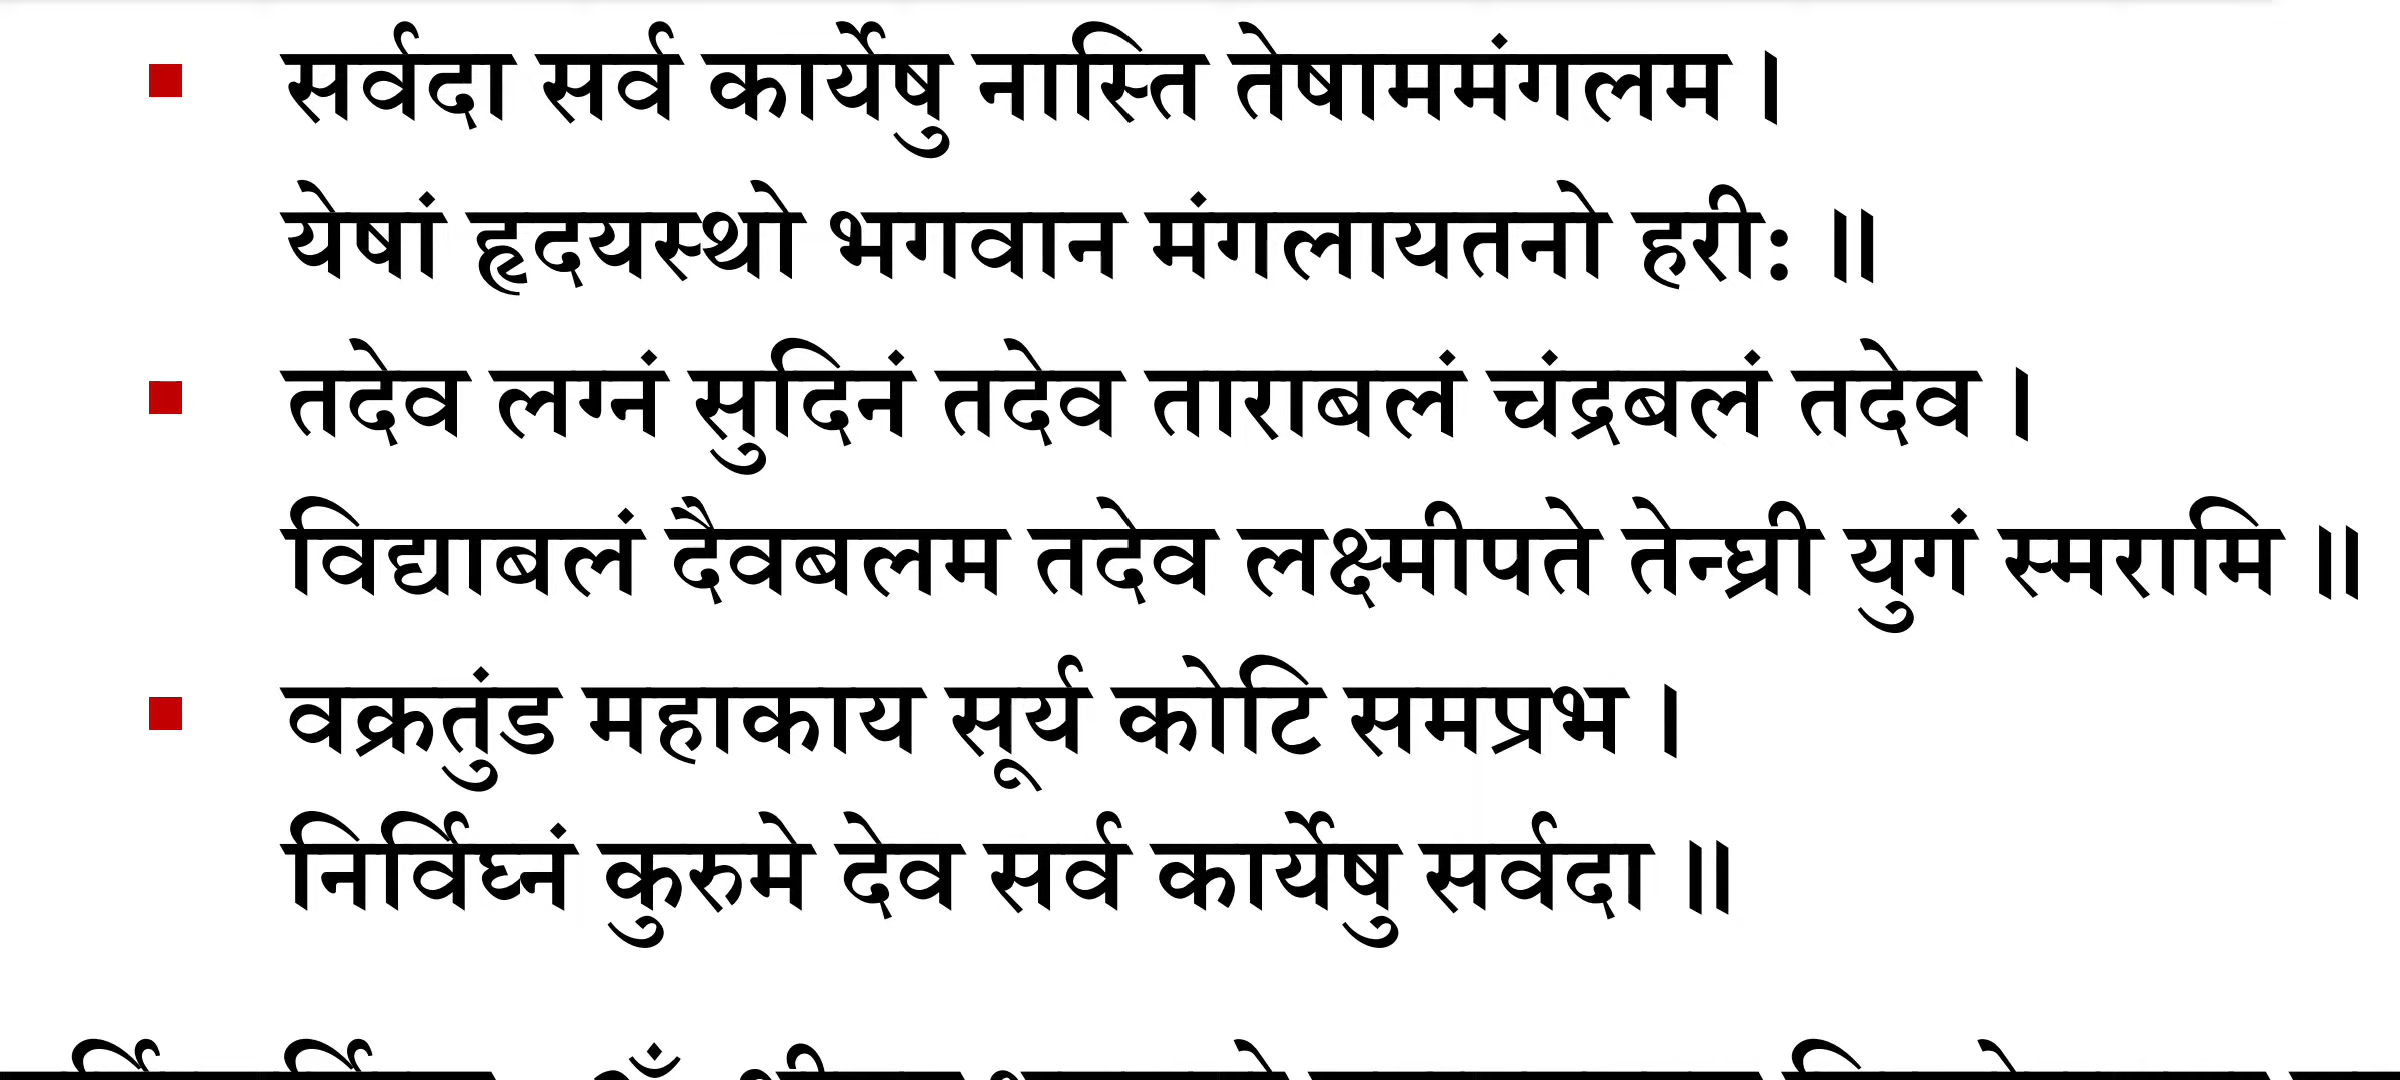 सर्वदा सर्व कार्येषु नास्ति तेषाममंगलम ।
येषां हृदयस्थो भगवान मंगलायतनो हरी: ॥
तदेव लग्नं सुदिनं तदेव ताराबलं चंद्रबलं तदेव ।
विद्याबलं दैवबलम तदेव लक्ष्मीपते तेन्घ्री युगं स्मरामि ॥
वक्रतुंड महाकाय सूर्य कोटि समप्रभ ।
निर्विघ्नं कुरुमे देव सर्व कार्येषु सर्वदा ॥